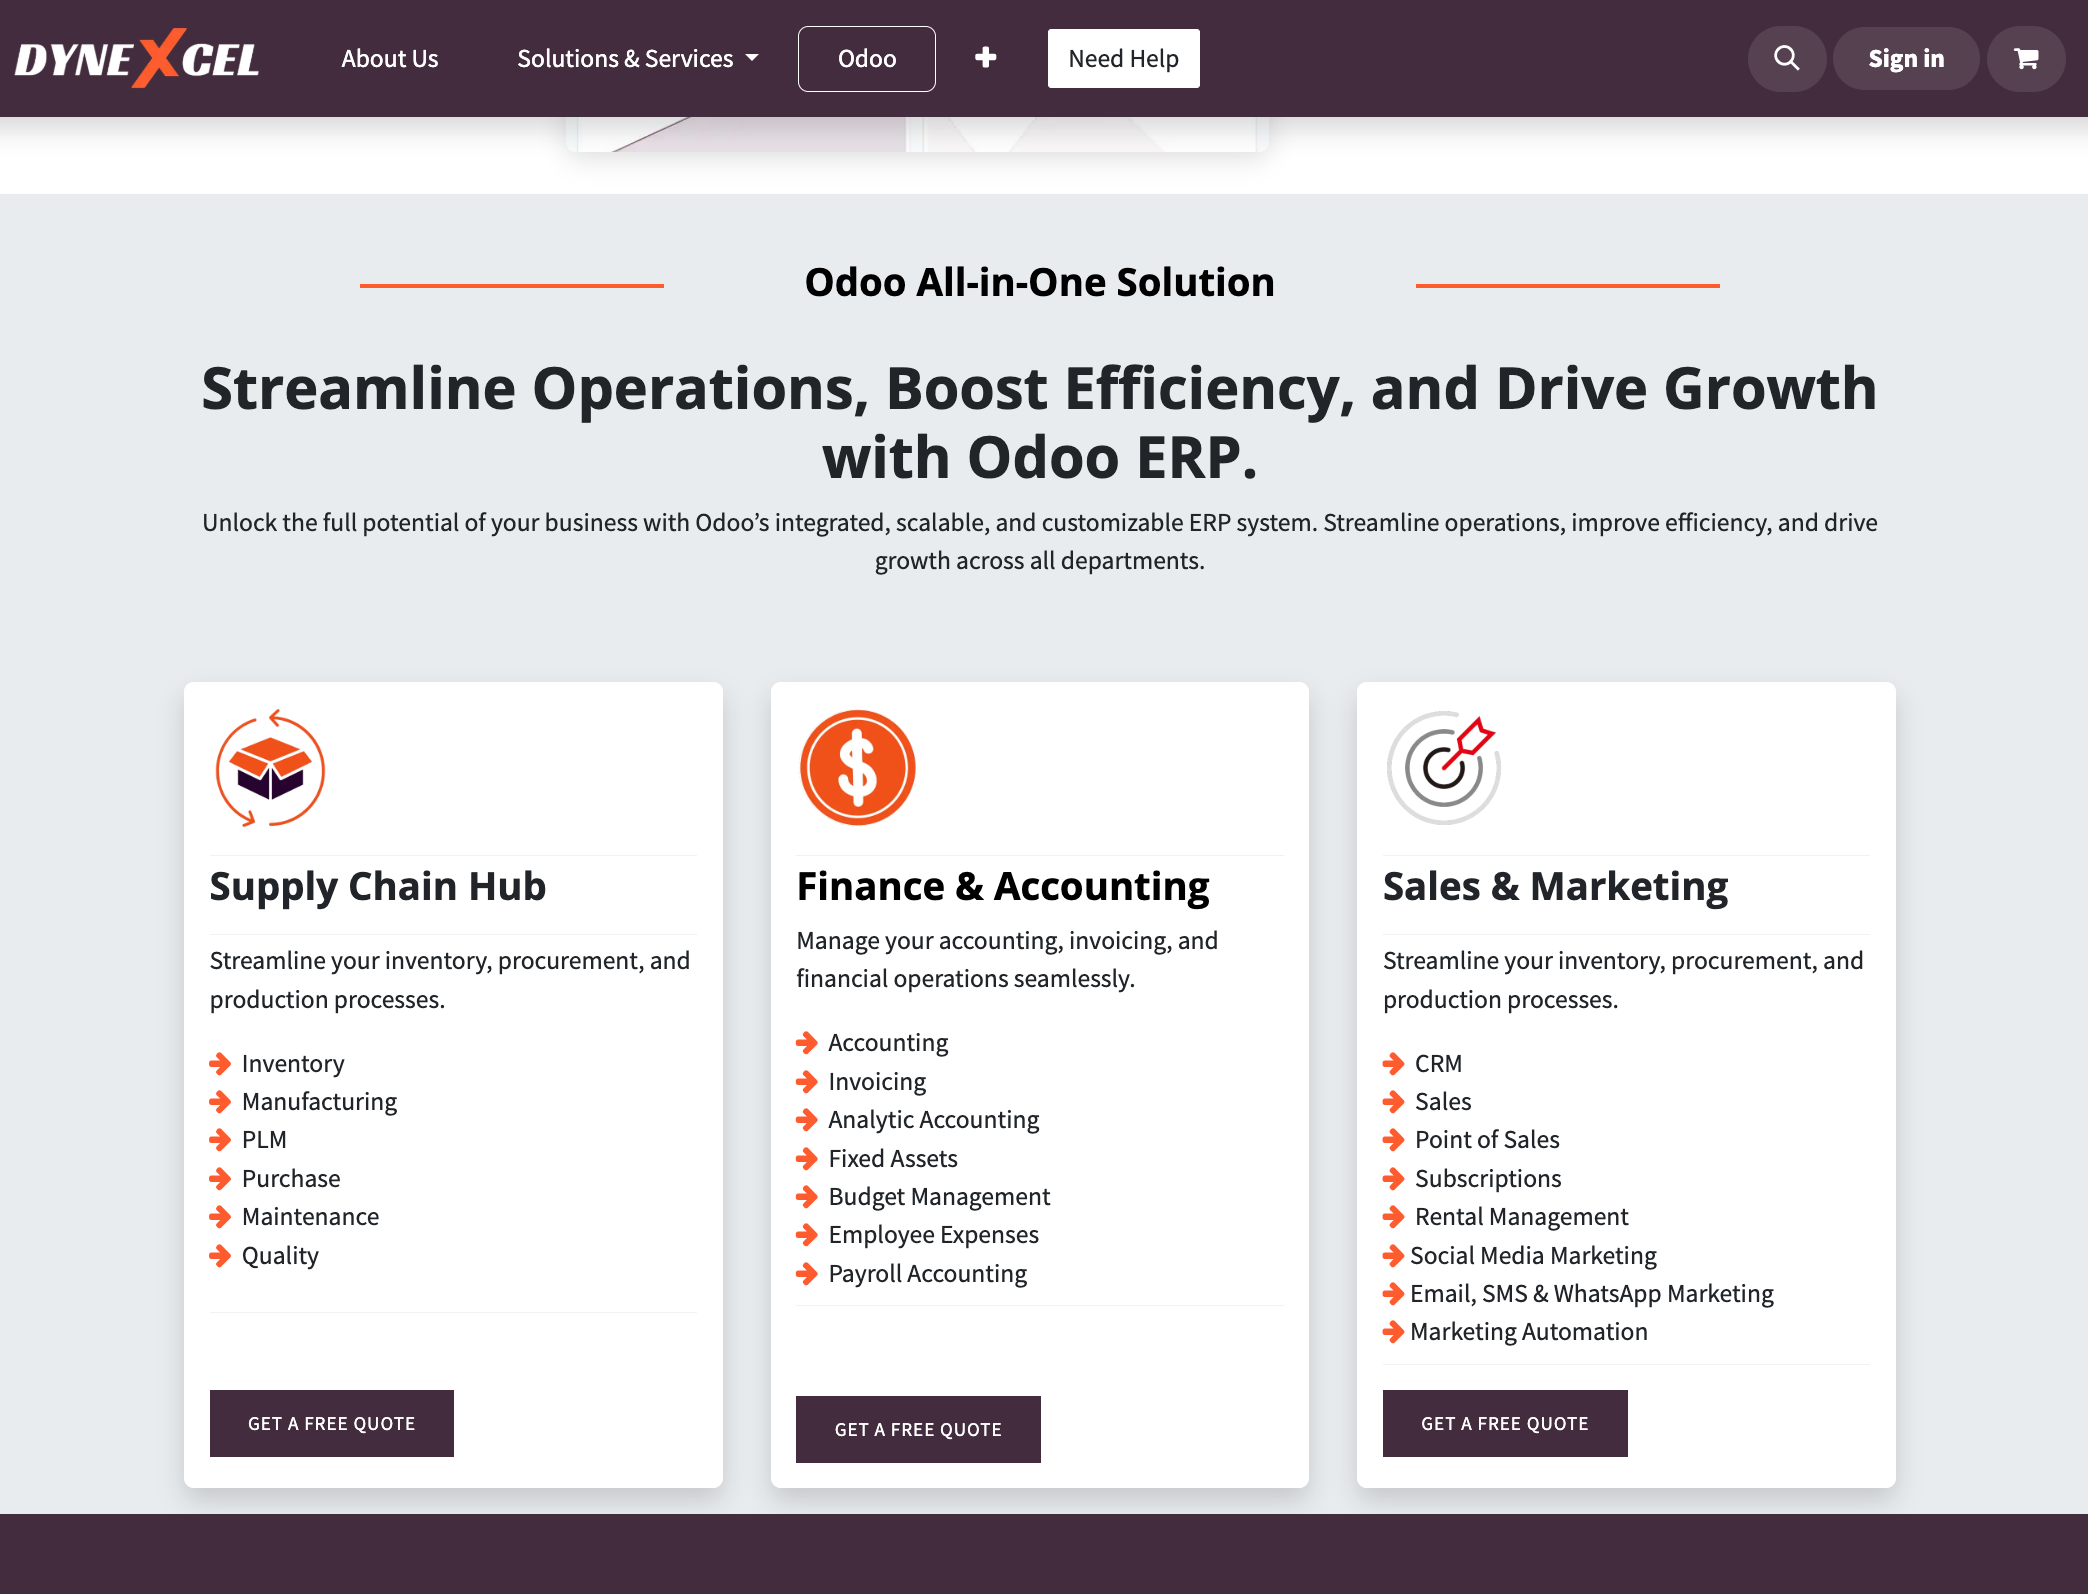 DYNEXCEL
About Us
Solutions & Services
Odoo
Need Help
Sign in
Odoo All-in-One Solution
Streamline Operations, Boost Efficiency, and Drive Growth
with Odoo ERP.
Unlock the full potential of your business with Odoo’s integrated, scalable, and customizable ERP system. Streamline operations, improve efficiency, and drive
growth across all departments.
Supply Chain Hub
Streamline your inventory, procurement, and
production processes.
Inventory
Manufacturing
PLM
Purchase
Maintenance
Quality
GET A FREE QUOTE
Finance & Accounting
Manage your accounting, invoicing, and
financial operations seamlessly.
Accounting
Invoicing
Analytic Accounting
Fixed Assets
Budget Management
Employee Expenses
Payroll Accounting
GET A FREE QUOTE
Sales & Marketing
Streamline your inventory, procurement, and
production processes.
CRM
Sales
Point of Sales
Subscriptions
Rental Management
Social Media Marketing
Email, SMS & WhatsApp Marketing
Marketing Automation
GET A FREE QUOTE